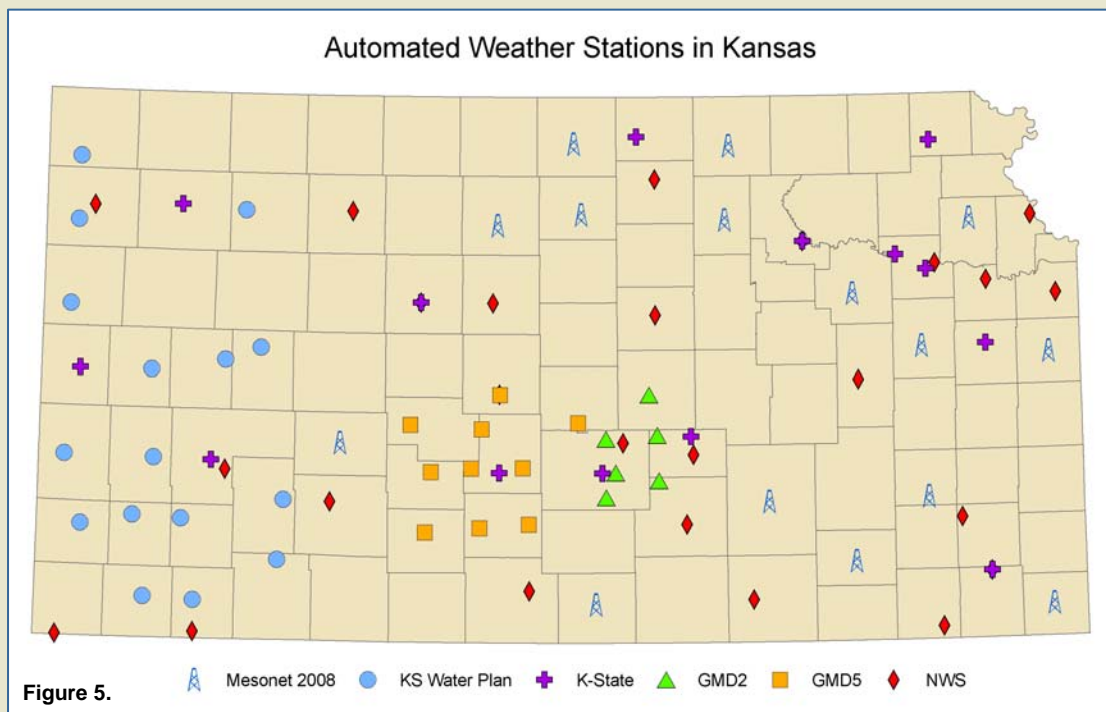 Automated Weather Stations in Kansas
Figure 5.
Mesonet 2008 KS Water Plan K-State GMD2 GMD5 NWS